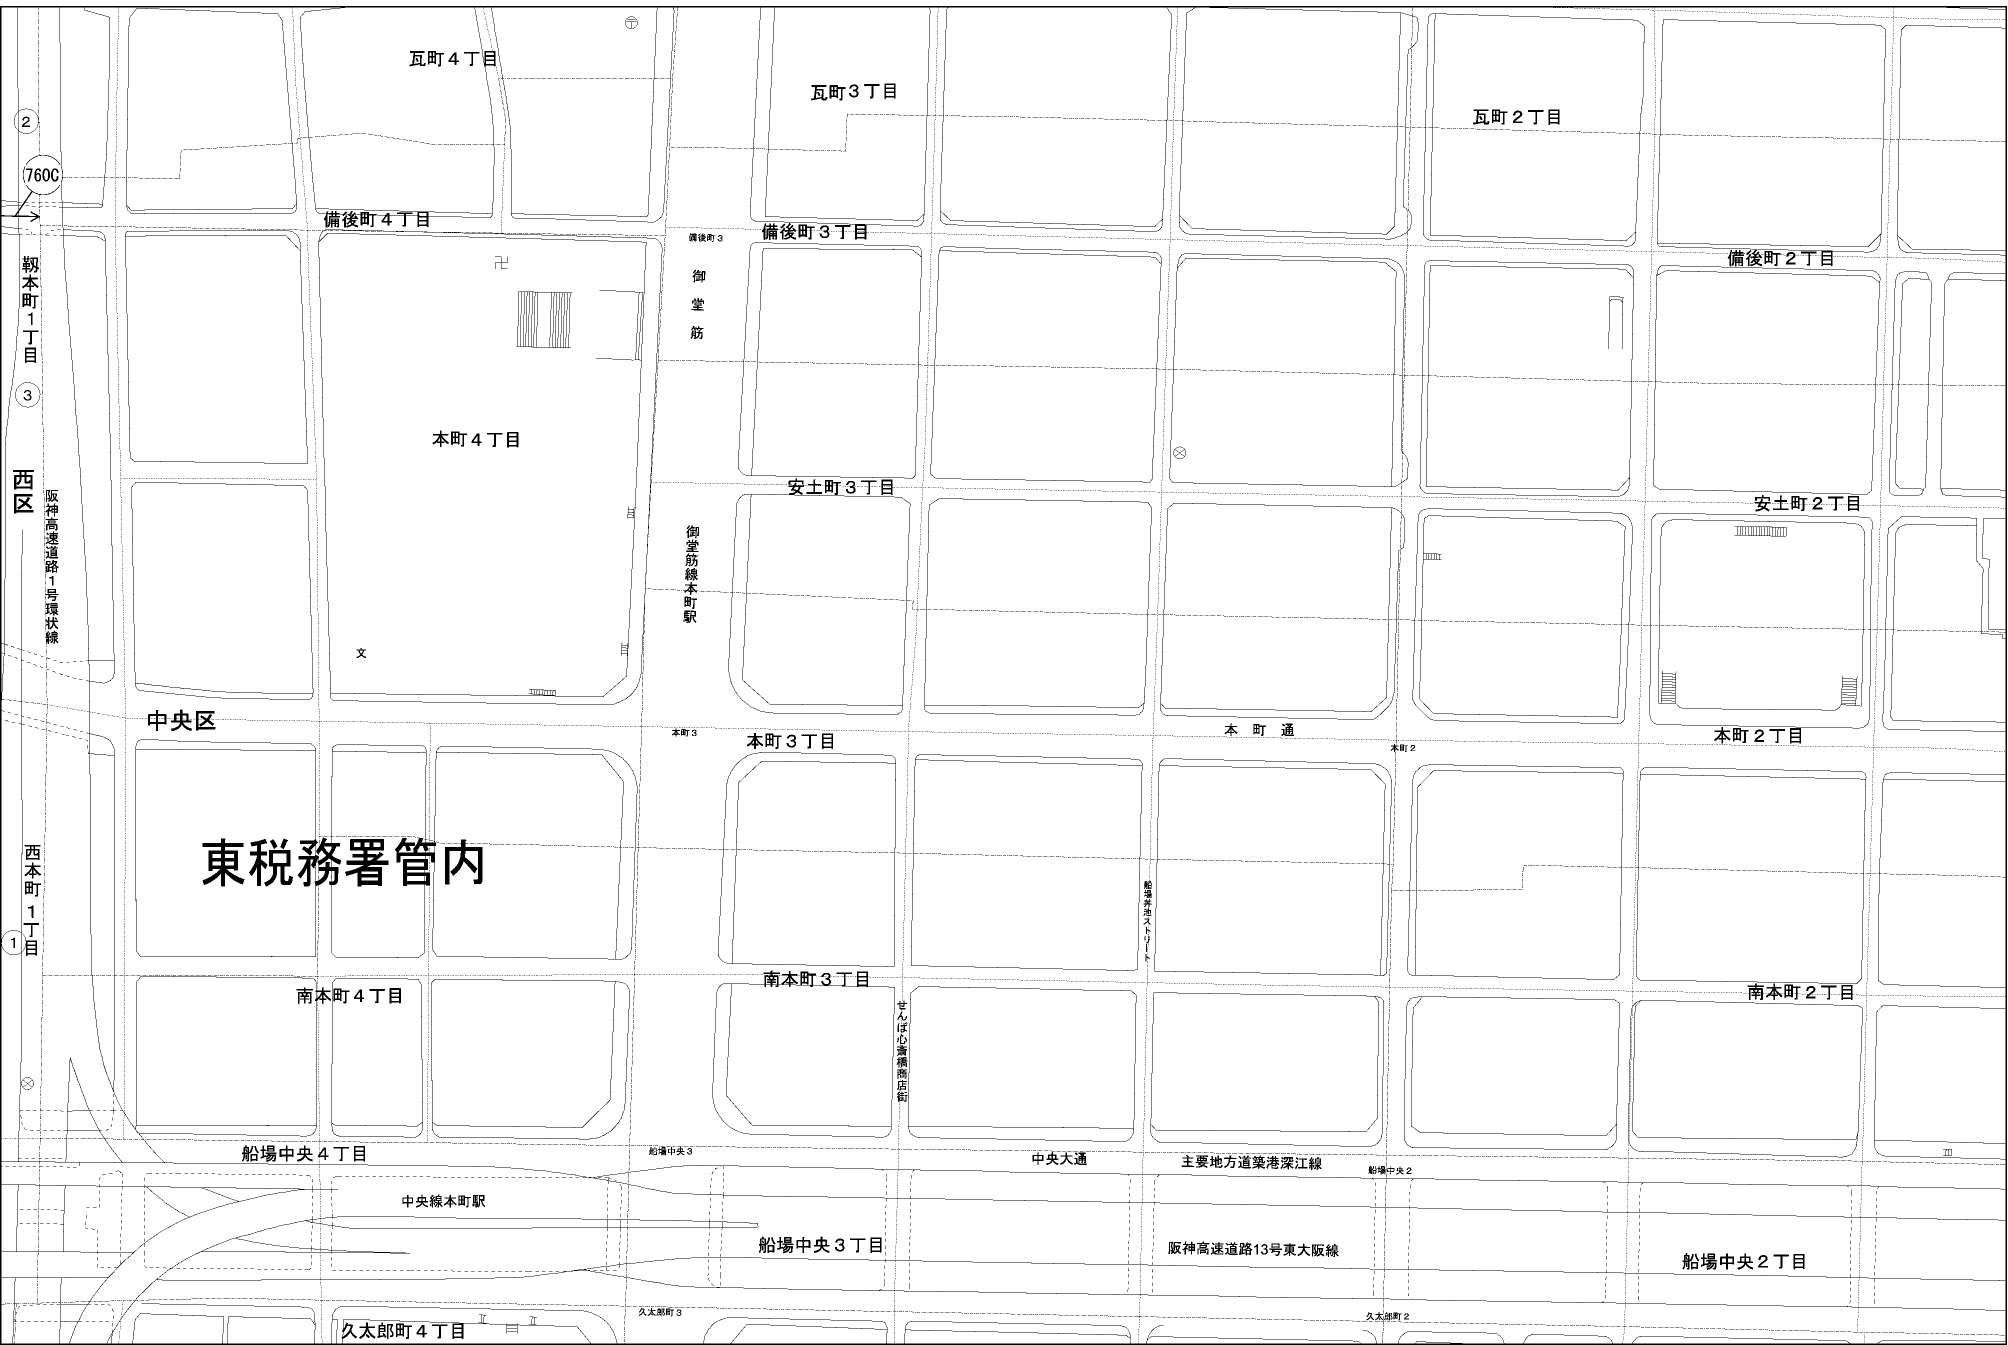 瓦町４丁目
瓦町３丁目
瓦町２丁目
2
760C
備後町４丁目
備後町３
備後町３丁目
備後町２丁目
靱本町１丁目
御堂筋
3
本町４丁目
西区
阪神高速道路１号環状線
安土町３丁目
安土町２丁目
御堂筋線本町駅
文
中央区
本町３
本町３丁目
本町通
本町２
本町２丁目
東税務署管内
西本町１丁目
1
船場丼池ストリート
南本町４丁目
南本町３丁目
南本町２丁目
せんば心斎橋商店街
船場中央４丁目
船場中央３
中央大通
主要地方道築港深江線
船場中央２
中央線本町駅
船場中央３丁目
阪神高速道路13号東大阪線
船場中央２丁目
久太郎町４丁目
久太郎町３
久太郎町２